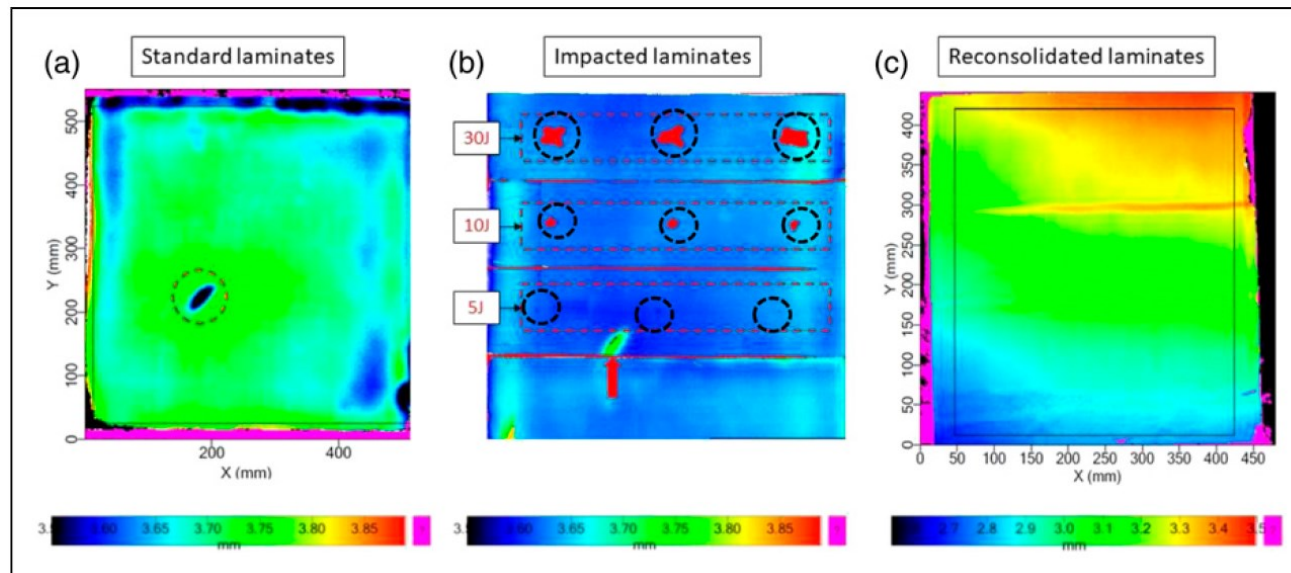 (a) Standard laminates
(b) Impacted laminates
(c) Reconsolidated laminates
500
400
300
200
100
0
Y (mm)
200 400
X (mm)
30J
10J
5J
400
350
300
250
200
150
100
50
0
Y (mm)
0 50 100 150 200 250 300 350 400 450
X (mm)
3.60 3.65 3.70 3.75 3.80 3.85
mm
3.60 3.65 3.70 3.75 3.80 3.85
mm
2.7 2.8 2.9 3.0 3.1 3.2 3.3 3.4 3.5
mm